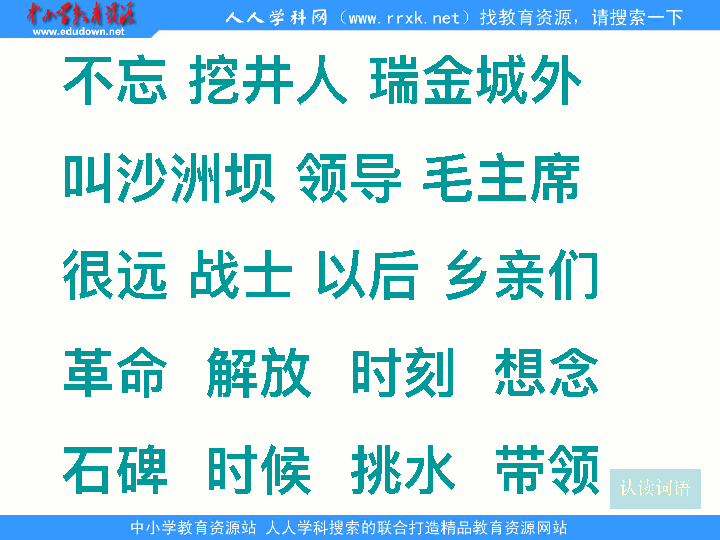 中小学教育资源
www.edudown.net
人人学科网（www.rrxk.net）找教育资源，请搜索一下
不忘 挖井人 瑞金城外
叫沙洲坝 领导 毛主席
很远 战士 以后 乡亲们
革命 解放 时刻 想念
石碑 时候 挑水 带领
认读词语
中小学教育资源站 人人学科搜索的联合打造精品教育资源网站